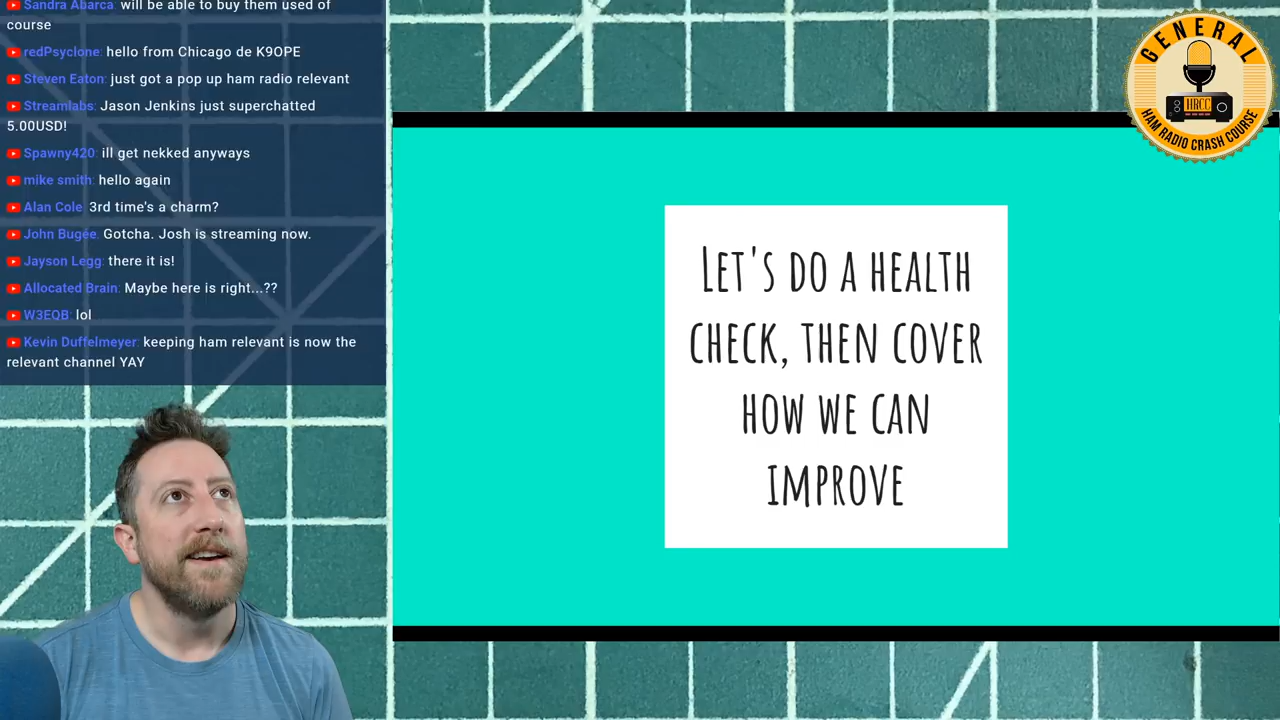 Sandra Abarca: will be able to buy them used of
course
redPsyclone: hello from Chicago de K9OPE
Steven Eaton: just got a pop up ham radio relevant
Streamlabs: Jason Jenkins just superchatted
5.00USD!
Spawny420: ill get nekked anyways
mike smith: hello again
Alan Cole: 3rd time's a charm?
John Bugée: Gotcha. Josh is streaming now.
Jayson Legg: there it is!
Allocated Brain: Maybe here is right...??
W3EQB: lol
Kevin Duffelmeyer: keeping ham relevant is now the
relevant channel YAY
GENERAL
HRCC
HAM RADIO CRASH COURSE
LET'S DO A HEALTH
CHECK, THEN COVER
HOW WE CAN
IMPROVE